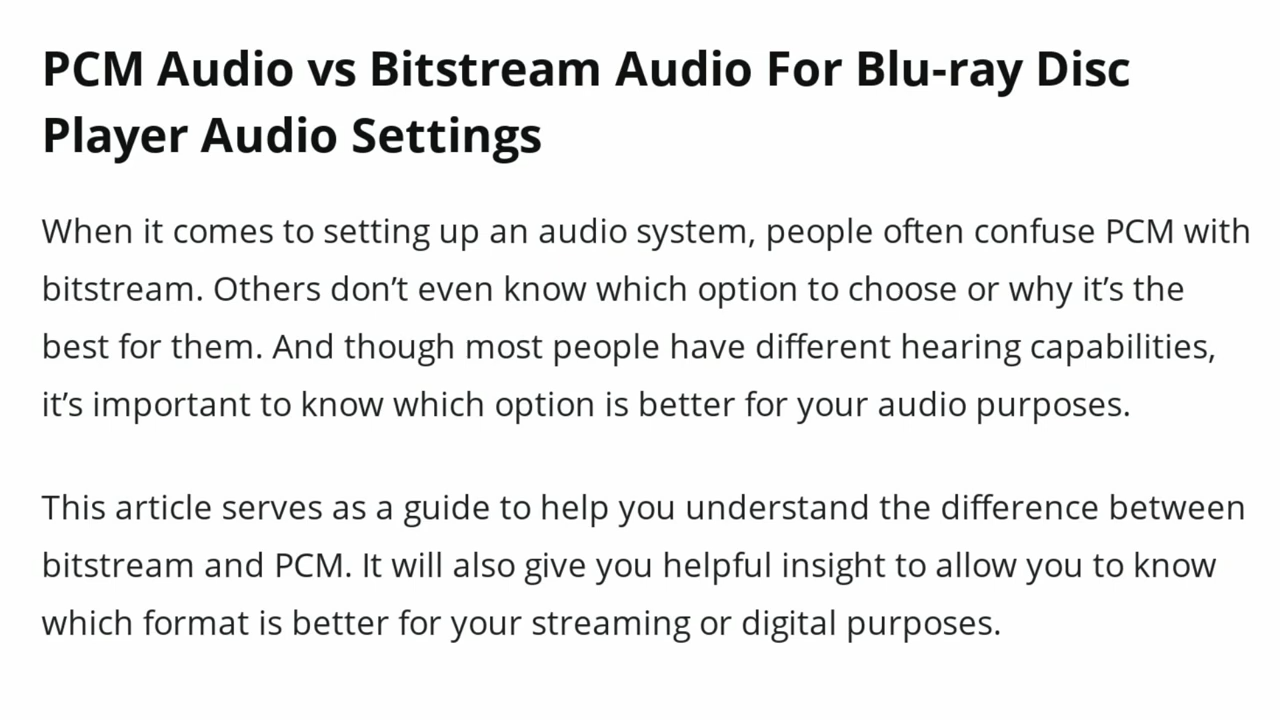 PCM Audio vs Bitstream Audio For Blu-ray Disc
Player Audio Settings
When it comes to setting up an audio system, people often confuse PCM with
bitstream. Others don’t even know which option to choose or why it’s the
best for them. And though most people have different hearing capabilities,
it’s important to know which option is better for your audio purposes.
This article serves as a guide to help you understand the difference between
bitstream and PCM. It will also give you helpful insight to allow you to know
which format is better for your streaming or digital purposes.